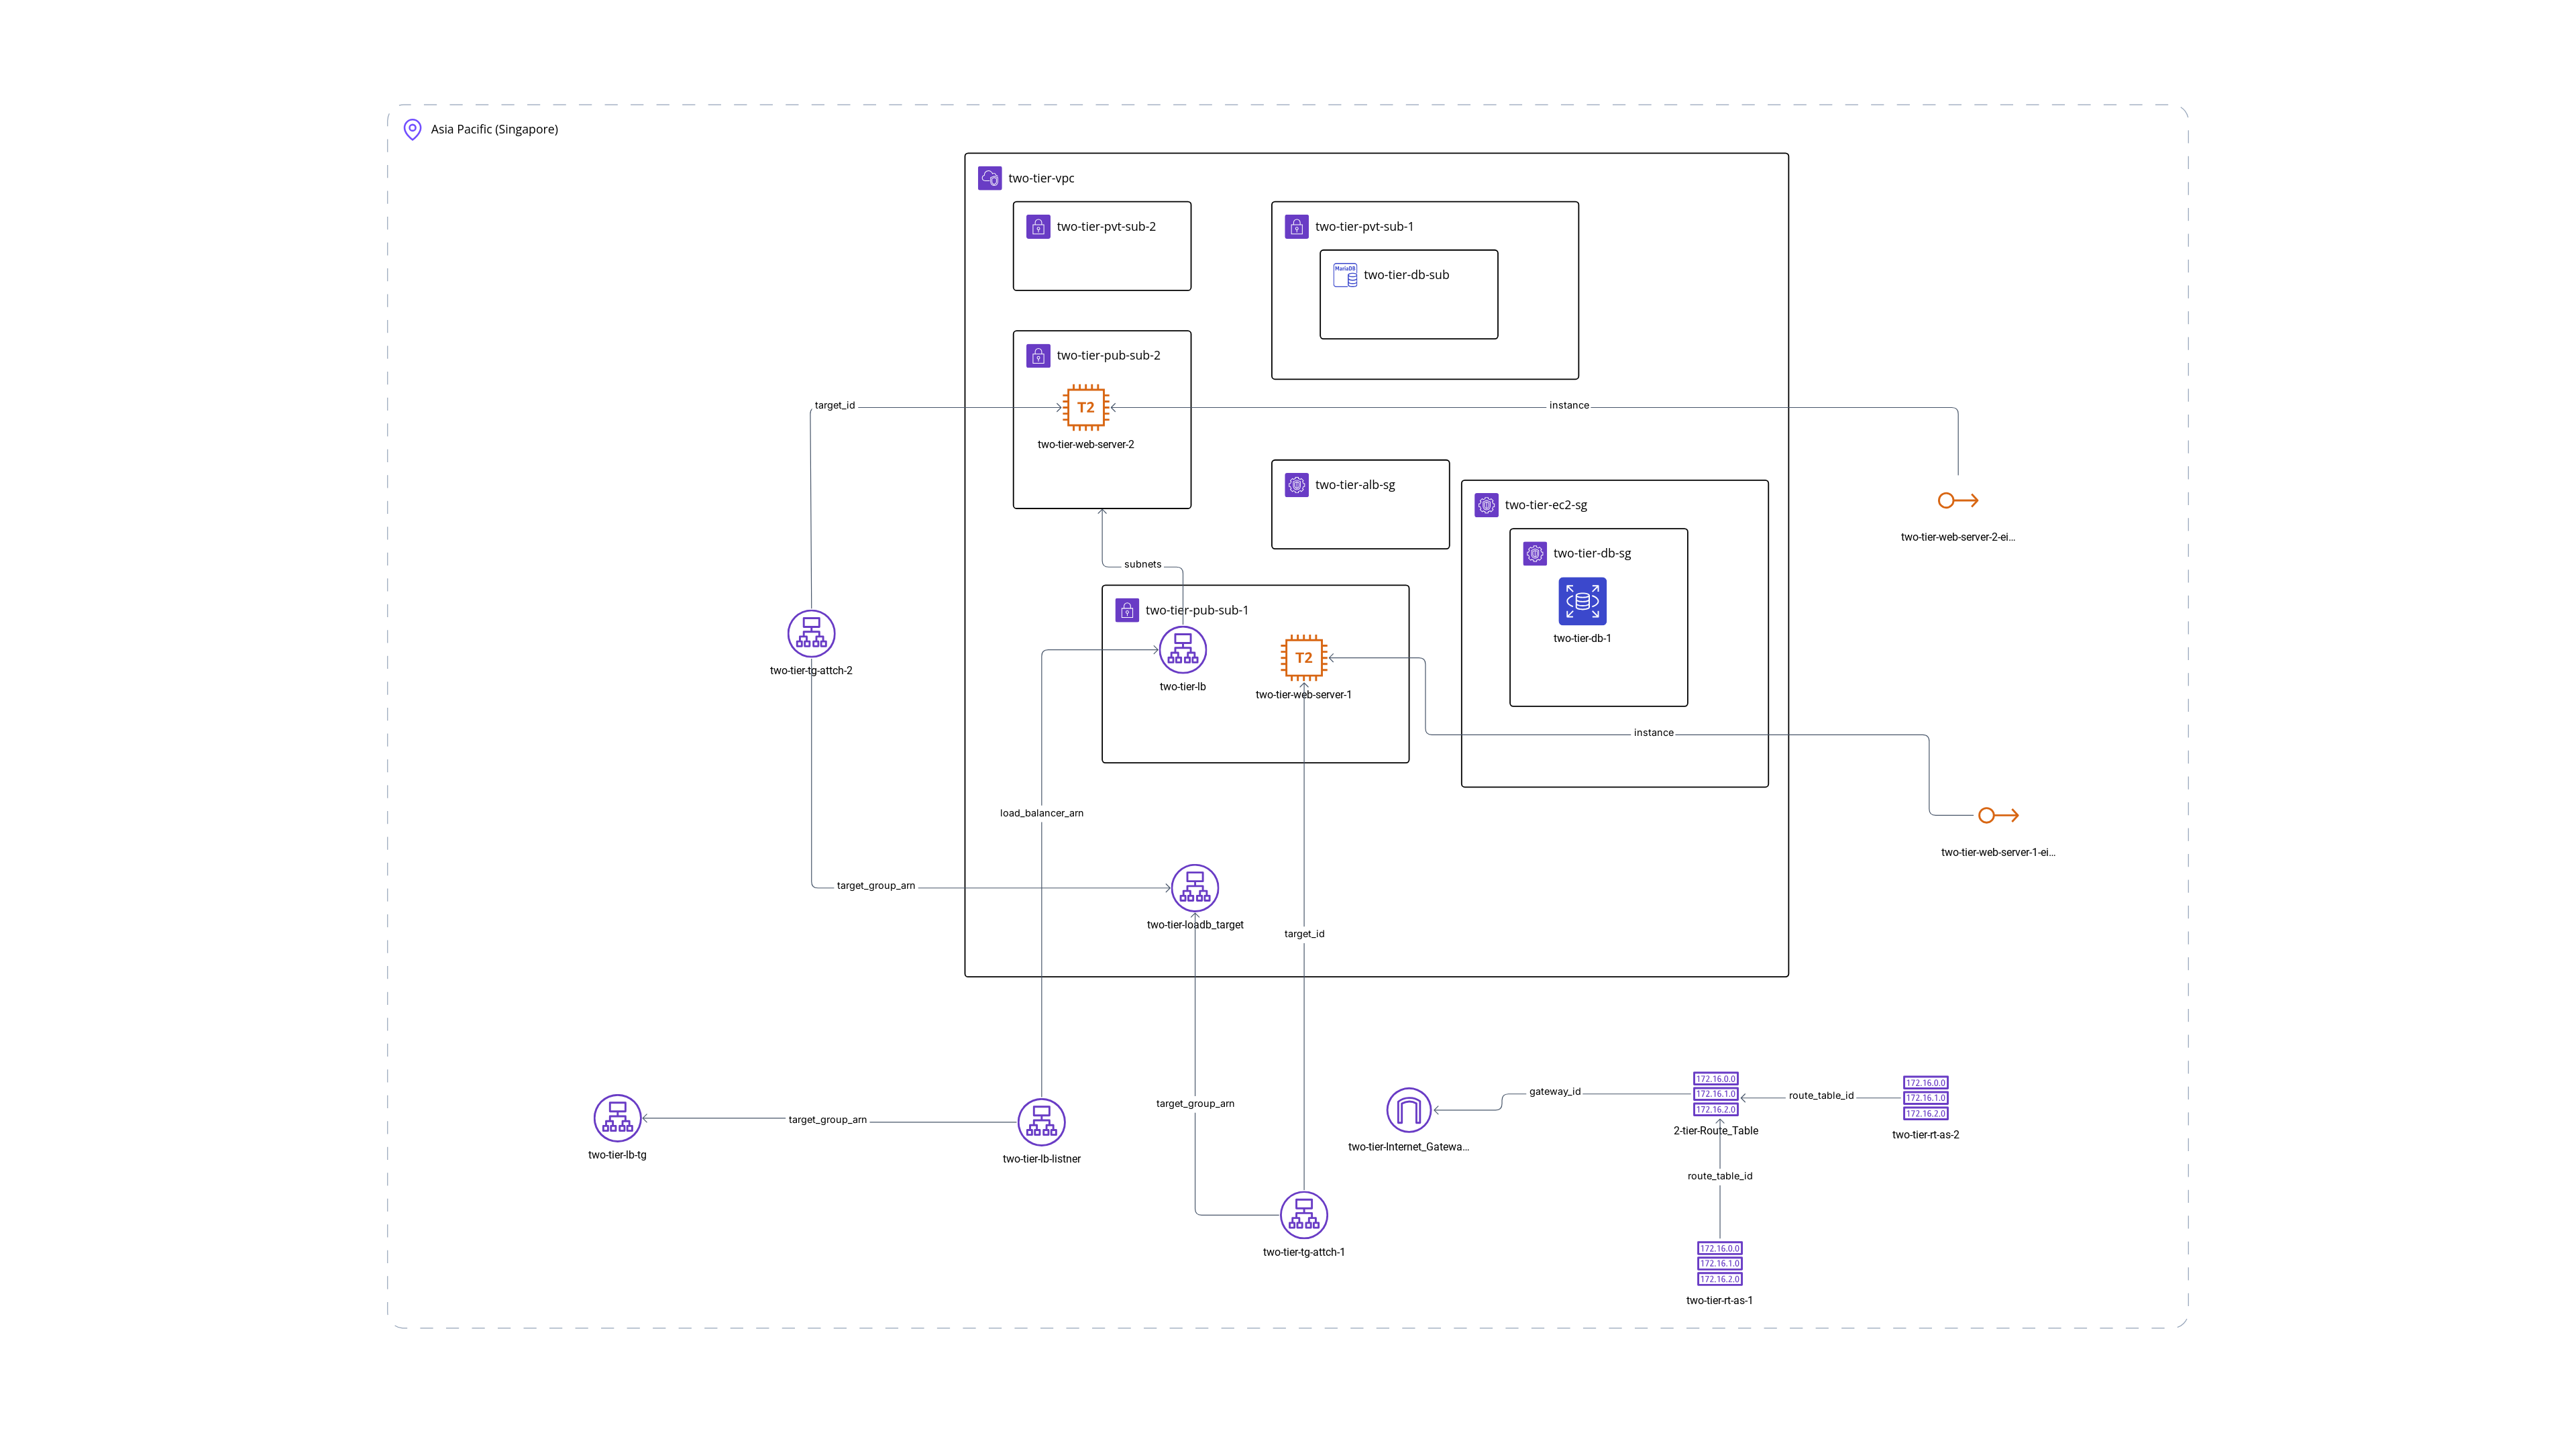 Asia Pacific (Singapore)
two-tier-vpc
two-tier-pvt-sub-2
two-tier-pvt-sub-1
MariaDB
two-tier-db-sub
two-tier-pub-sub-2
T2
two-tier-web-server-2
target_id
instance
two-tier-alb-sg
two-tier-ec2-sg
two-tier-web-server-2-ei...
two-tier-db-sg
two-tier-db-1
subnets
two-tier-pub-sub-1
two-tier-lb
T2
two-tier-web-server-1
two-tier-tg-attch-2
instance
load_balancer_arn
two-tier-web-server-1-ei...
target_group_arn
two-tier-loadb_target
target_id
two-tier-lb-tg
target_group_arn
two-tier-lb-listner
target_group_arn
two-tier-Internet_Gatewa...
gateway_id
172.16.0.0
172.16.1.0
172.16.2.0
2-tier-Route_Table
route_table_id
172.16.0.0
172.16.1.0
172.16.2.0
two-tier-rt-as-2
route_table_id
two-tier-tg-attch-1
172.16.0.0
172.16.1.0
172.16.2.0
two-tier-rt-as-1